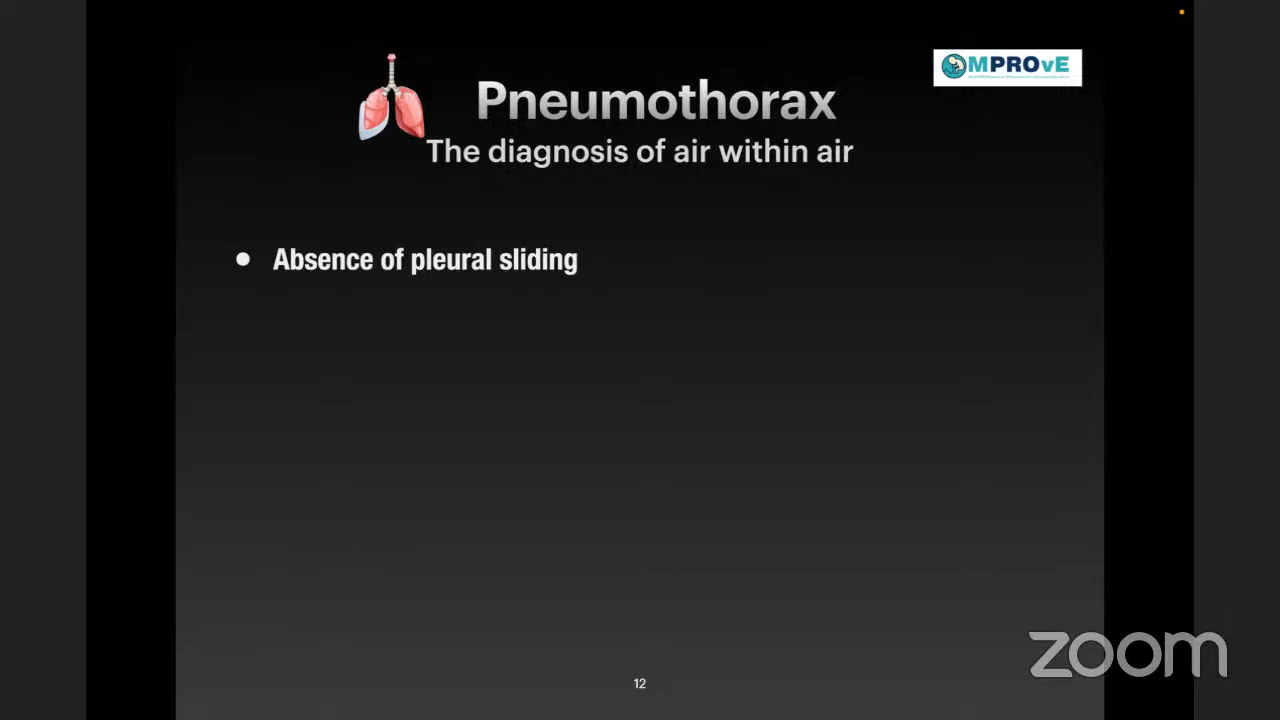 MPROvE
Pneumothorax
The diagnosis of air within air
• Absence of pleural sliding
12
zoom